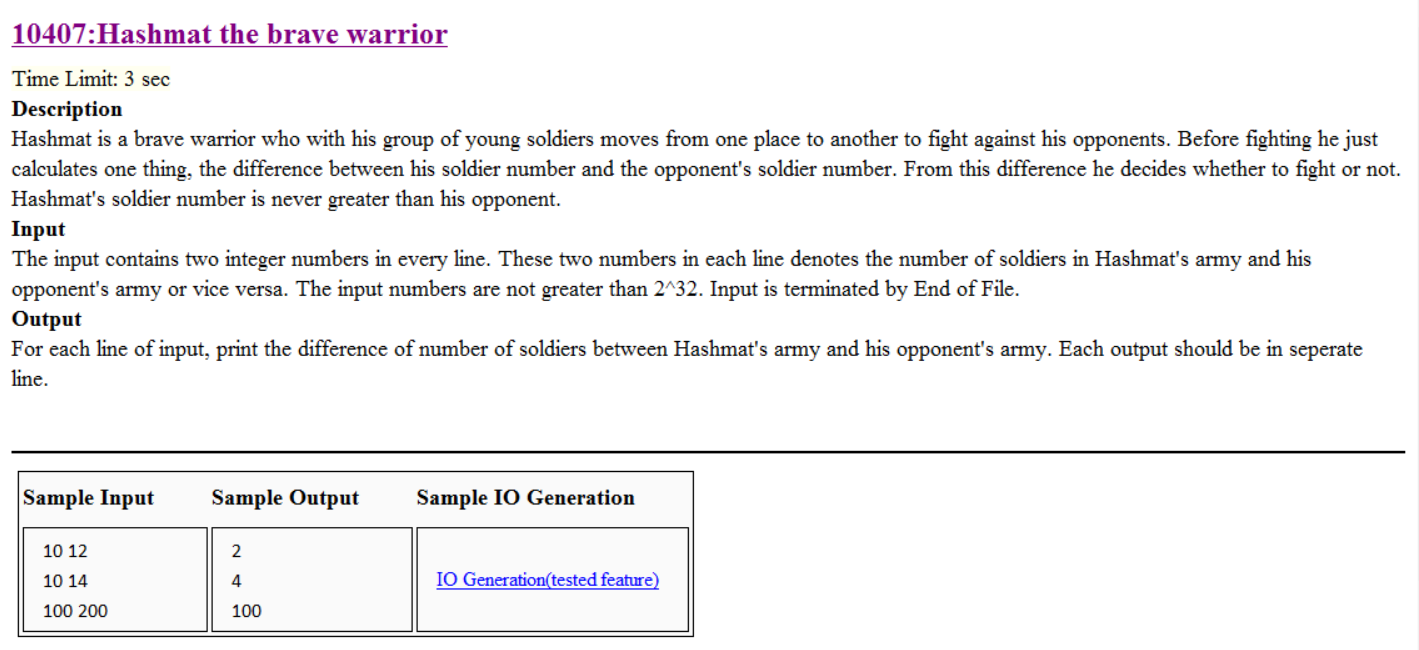 10407:Hashmat the brave warrior
Time Limit: 3 sec
Description
Hashmat is a brave warrior who with his group of young soldiers moves from one place to another to fight against his opponents. Before fighting he just
calculates one thing, the difference between his soldier number and the opponent's soldier number. From this difference he decides whether to fight or not.
Hashmat's soldier number is never greater than his opponent.
Input
The input contains two integer numbers in every line. These two numbers in each line denotes the number of soldiers in Hashmat's army and his
opponent's army or vice versa. The input numbers are not greater than 2^32. Input is terminated by End of File.
Output
For each line of input, print the difference of number of soldiers between Hashmat's army and his opponent's army. Each output should be in seperate
line.
Sample Input Sample Output Sample IO Generation
10 12 2
10 14 4 IO Generation(tested feature)
100 200 100